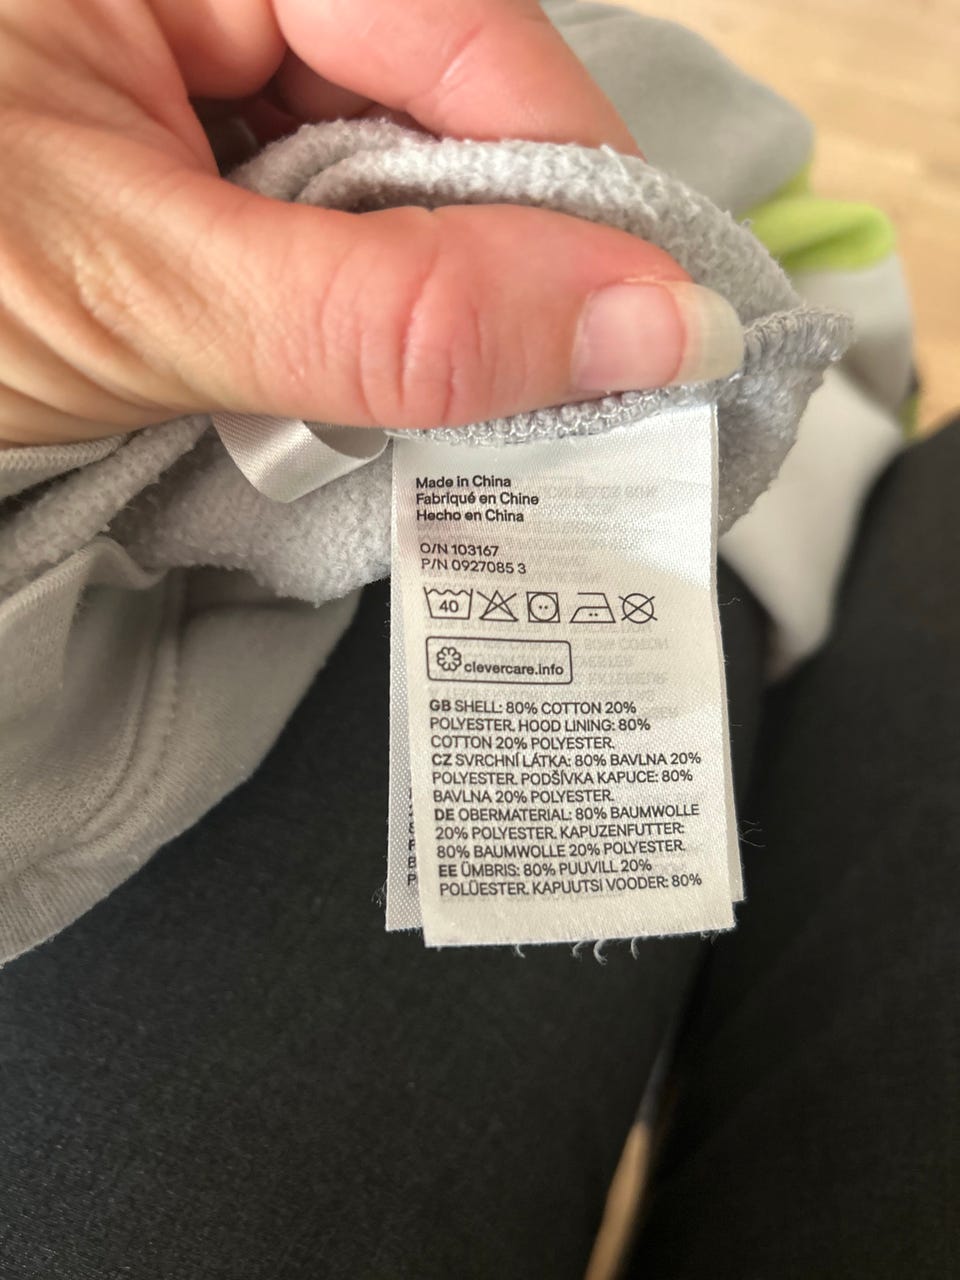 Made in China
Fabriqué en Chine
Hecho en China
O/N 103167
P/N 0927085 3
40
clevercare.info
GB SHELL: 80% COTTON 20%
POLYESTER. HOOD LINING: 80%
COTTON 20% POLYESTER.
CZ SVRCHNÍ LÁTKA: 80% BAVLNA 20%
POLYESTER. PODŠÍVKA KAPUCE: 80%
BAVLNA 20% POLYESTER.
DE OBERMATERIAL: 80% BAUMWOLLE
20% POLYESTER. KAPUZENFUTTER:
80% BAUMWOLLE 20% POLYESTER.
EE ÜMBRIS: 80% PUUVILL 20%
POLÜESTER. KAPUUTSI VOODER: 80%